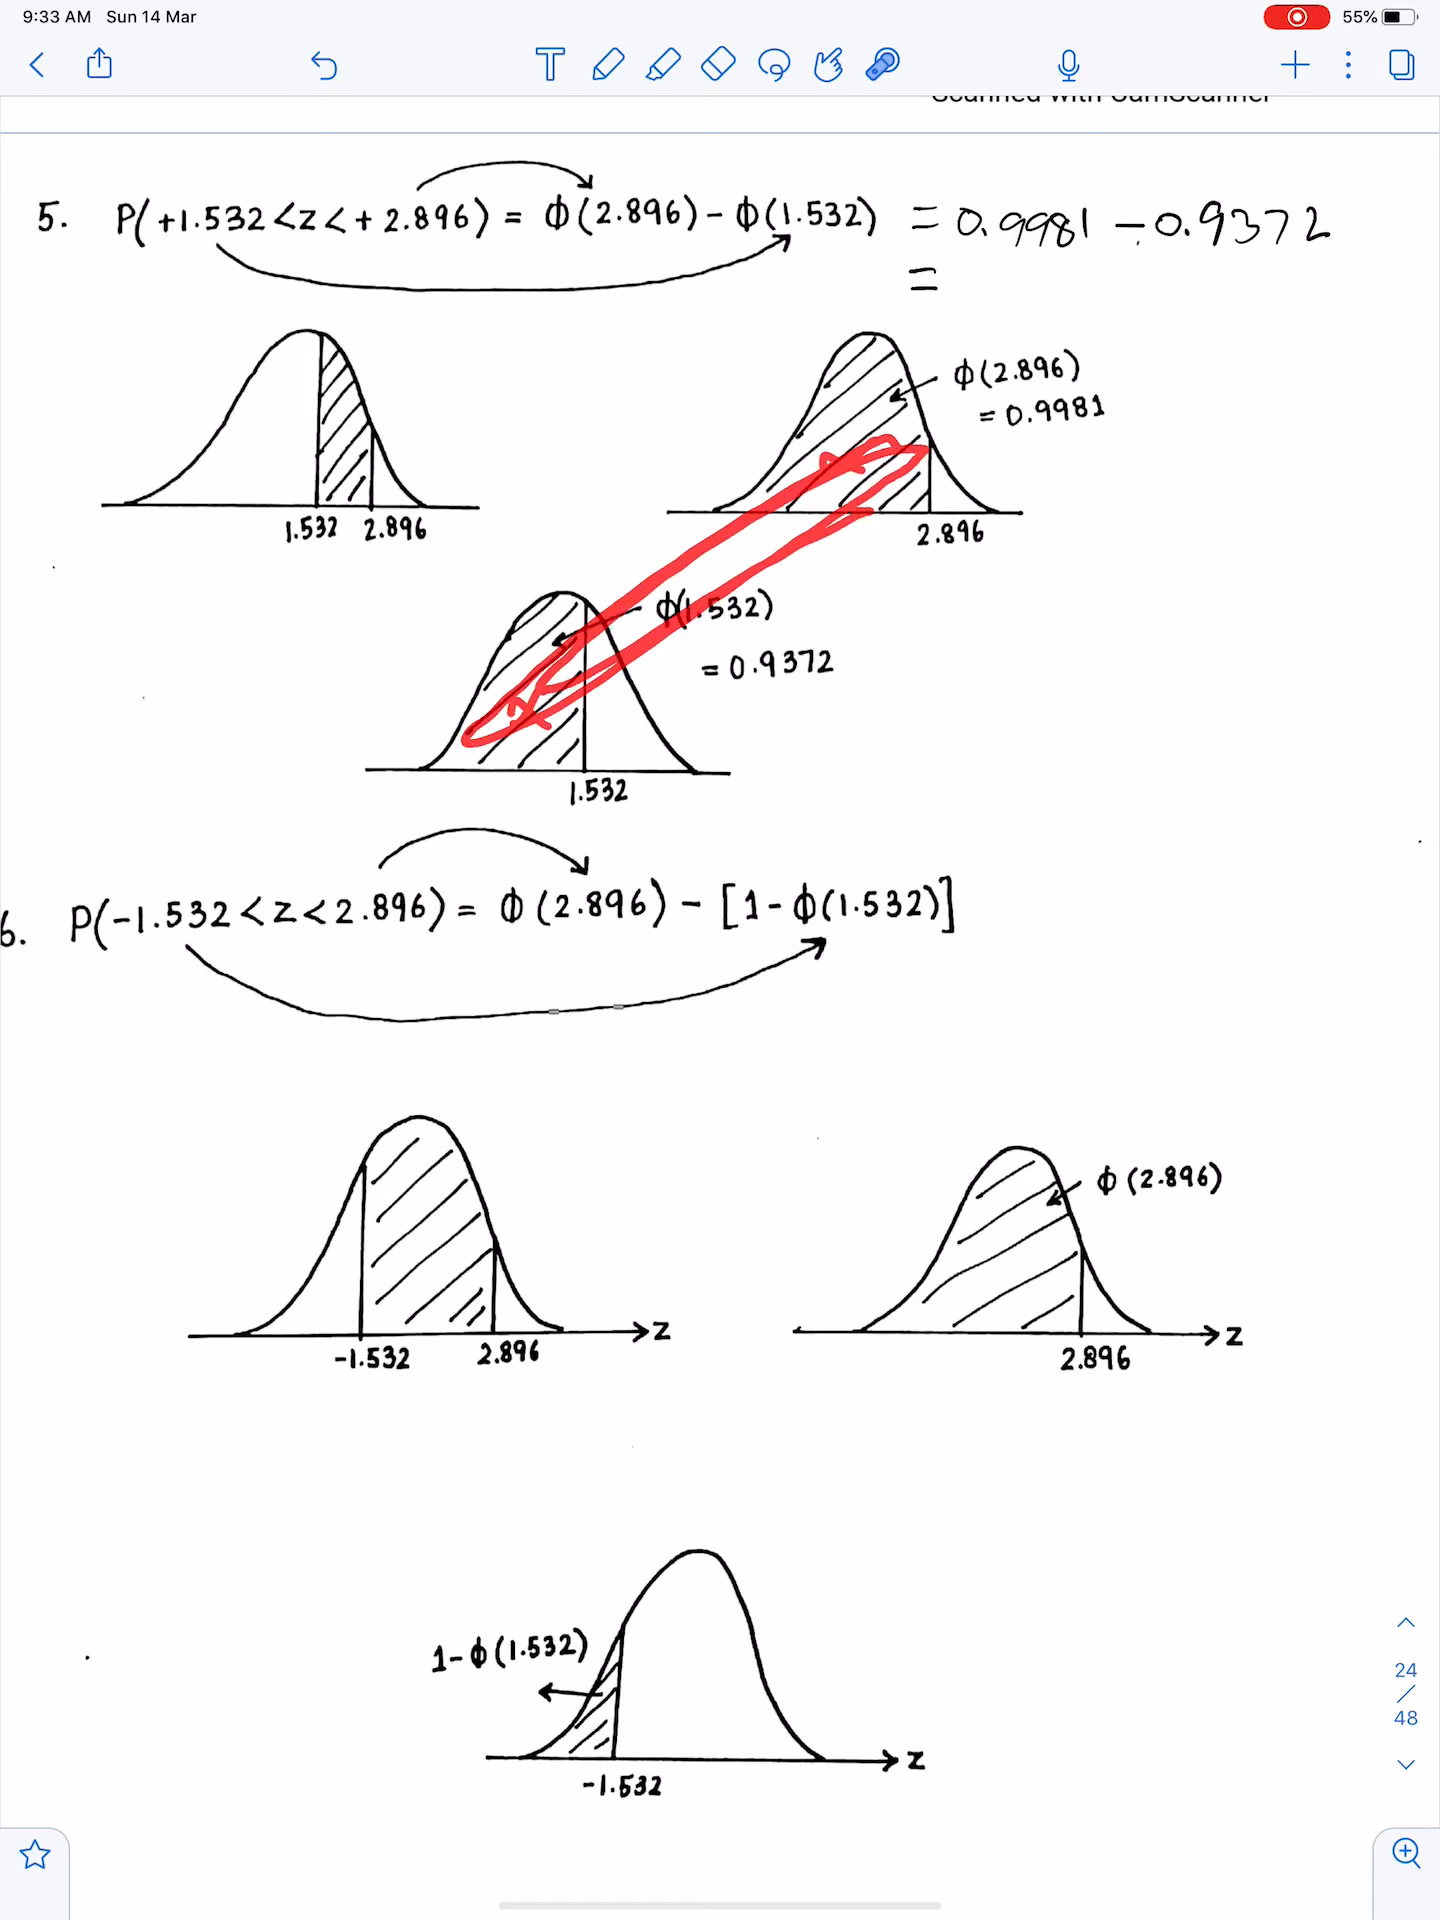 9:33 AM Sun 14 Mar
55%
Scanned with CamScanner
5. P(+1.532<z<+2.896) = ϕ(2.896)-ϕ(1.532) = 0.9981 - 0.9372
=
ϕ(2.896)
= 0.9981
1.532 2.896
2.896
ϕ(1.532)
= 0.9372
1.532
6. P(-1.532<z<2.896) = ϕ(2.896) - [1-ϕ(1.532)]
ϕ(2.896)
z
-1.532 2.896
z
2.896
1-ϕ(1.532)
z
-1.532
24
/
48